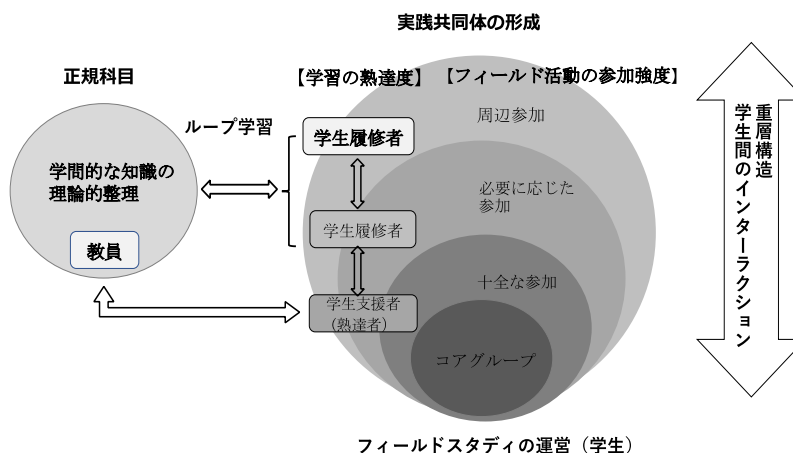 実践共同体の形成
正規科目
【学習の熟達度】
【フィールド活動の参加強度】
ループ学習
学生履修者
周辺参加
学問的な知識の
理論的整理
教員
必要に応じた
参加
学生履修者
十全な参加
学生支援者
(熟達者)
コアグループ
重層構造
学生間のインターラクション
フィールドスタディの運営(学生)